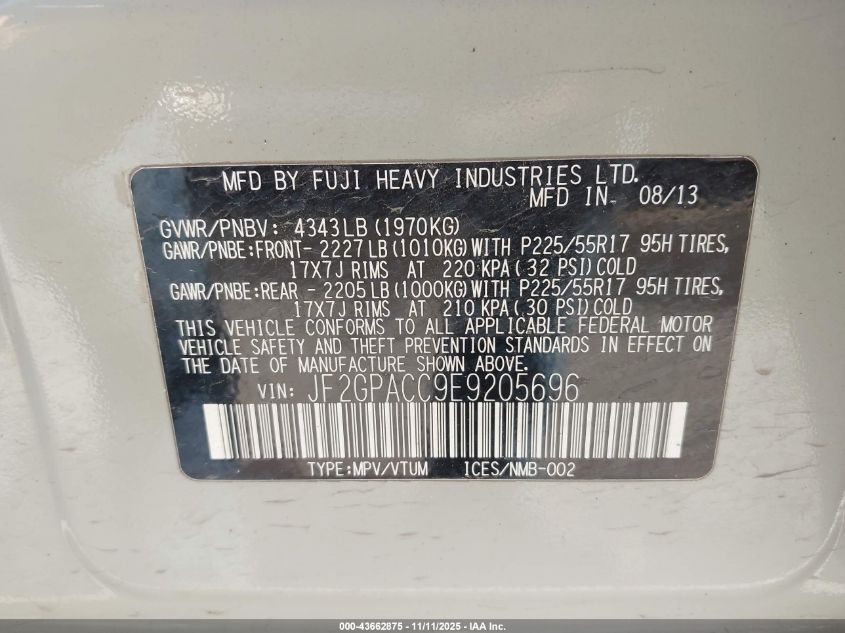 MFD BY FUJI HEAVY INDUSTRIES LTD.
MFD IN 08/13
GVWR/PNBV: 4343LB (1970KG)
GAWR/PNBE:FRONT- 2227LB(1010KG)WITH P225/55R17 95H TIRES,
17X7J RIMS AT 220 KPA( 32 PSI)COLD
GAWR/PNBE:REAR - 2205LB(1000KG)WITH P225/55R17 95H TIRES,
17X7J RIMS AT 210 KPA( 30 PSI)COLD
THIS VEHICLE CONFORMS TO ALL APPLICABLE FEDERAL MOTOR
VEHICLE SAFETY AND THEFT PREVENTION STANDARDS IN EFFECT ON
THE DATE OF MANUFACTURE SHOWN ABOVE.
VIN: JF2GPACC9E9205696
TYPE:MPV/VTUM ICES/NMB-002
000-43662875 - 11/11/2025 - IAA Inc.